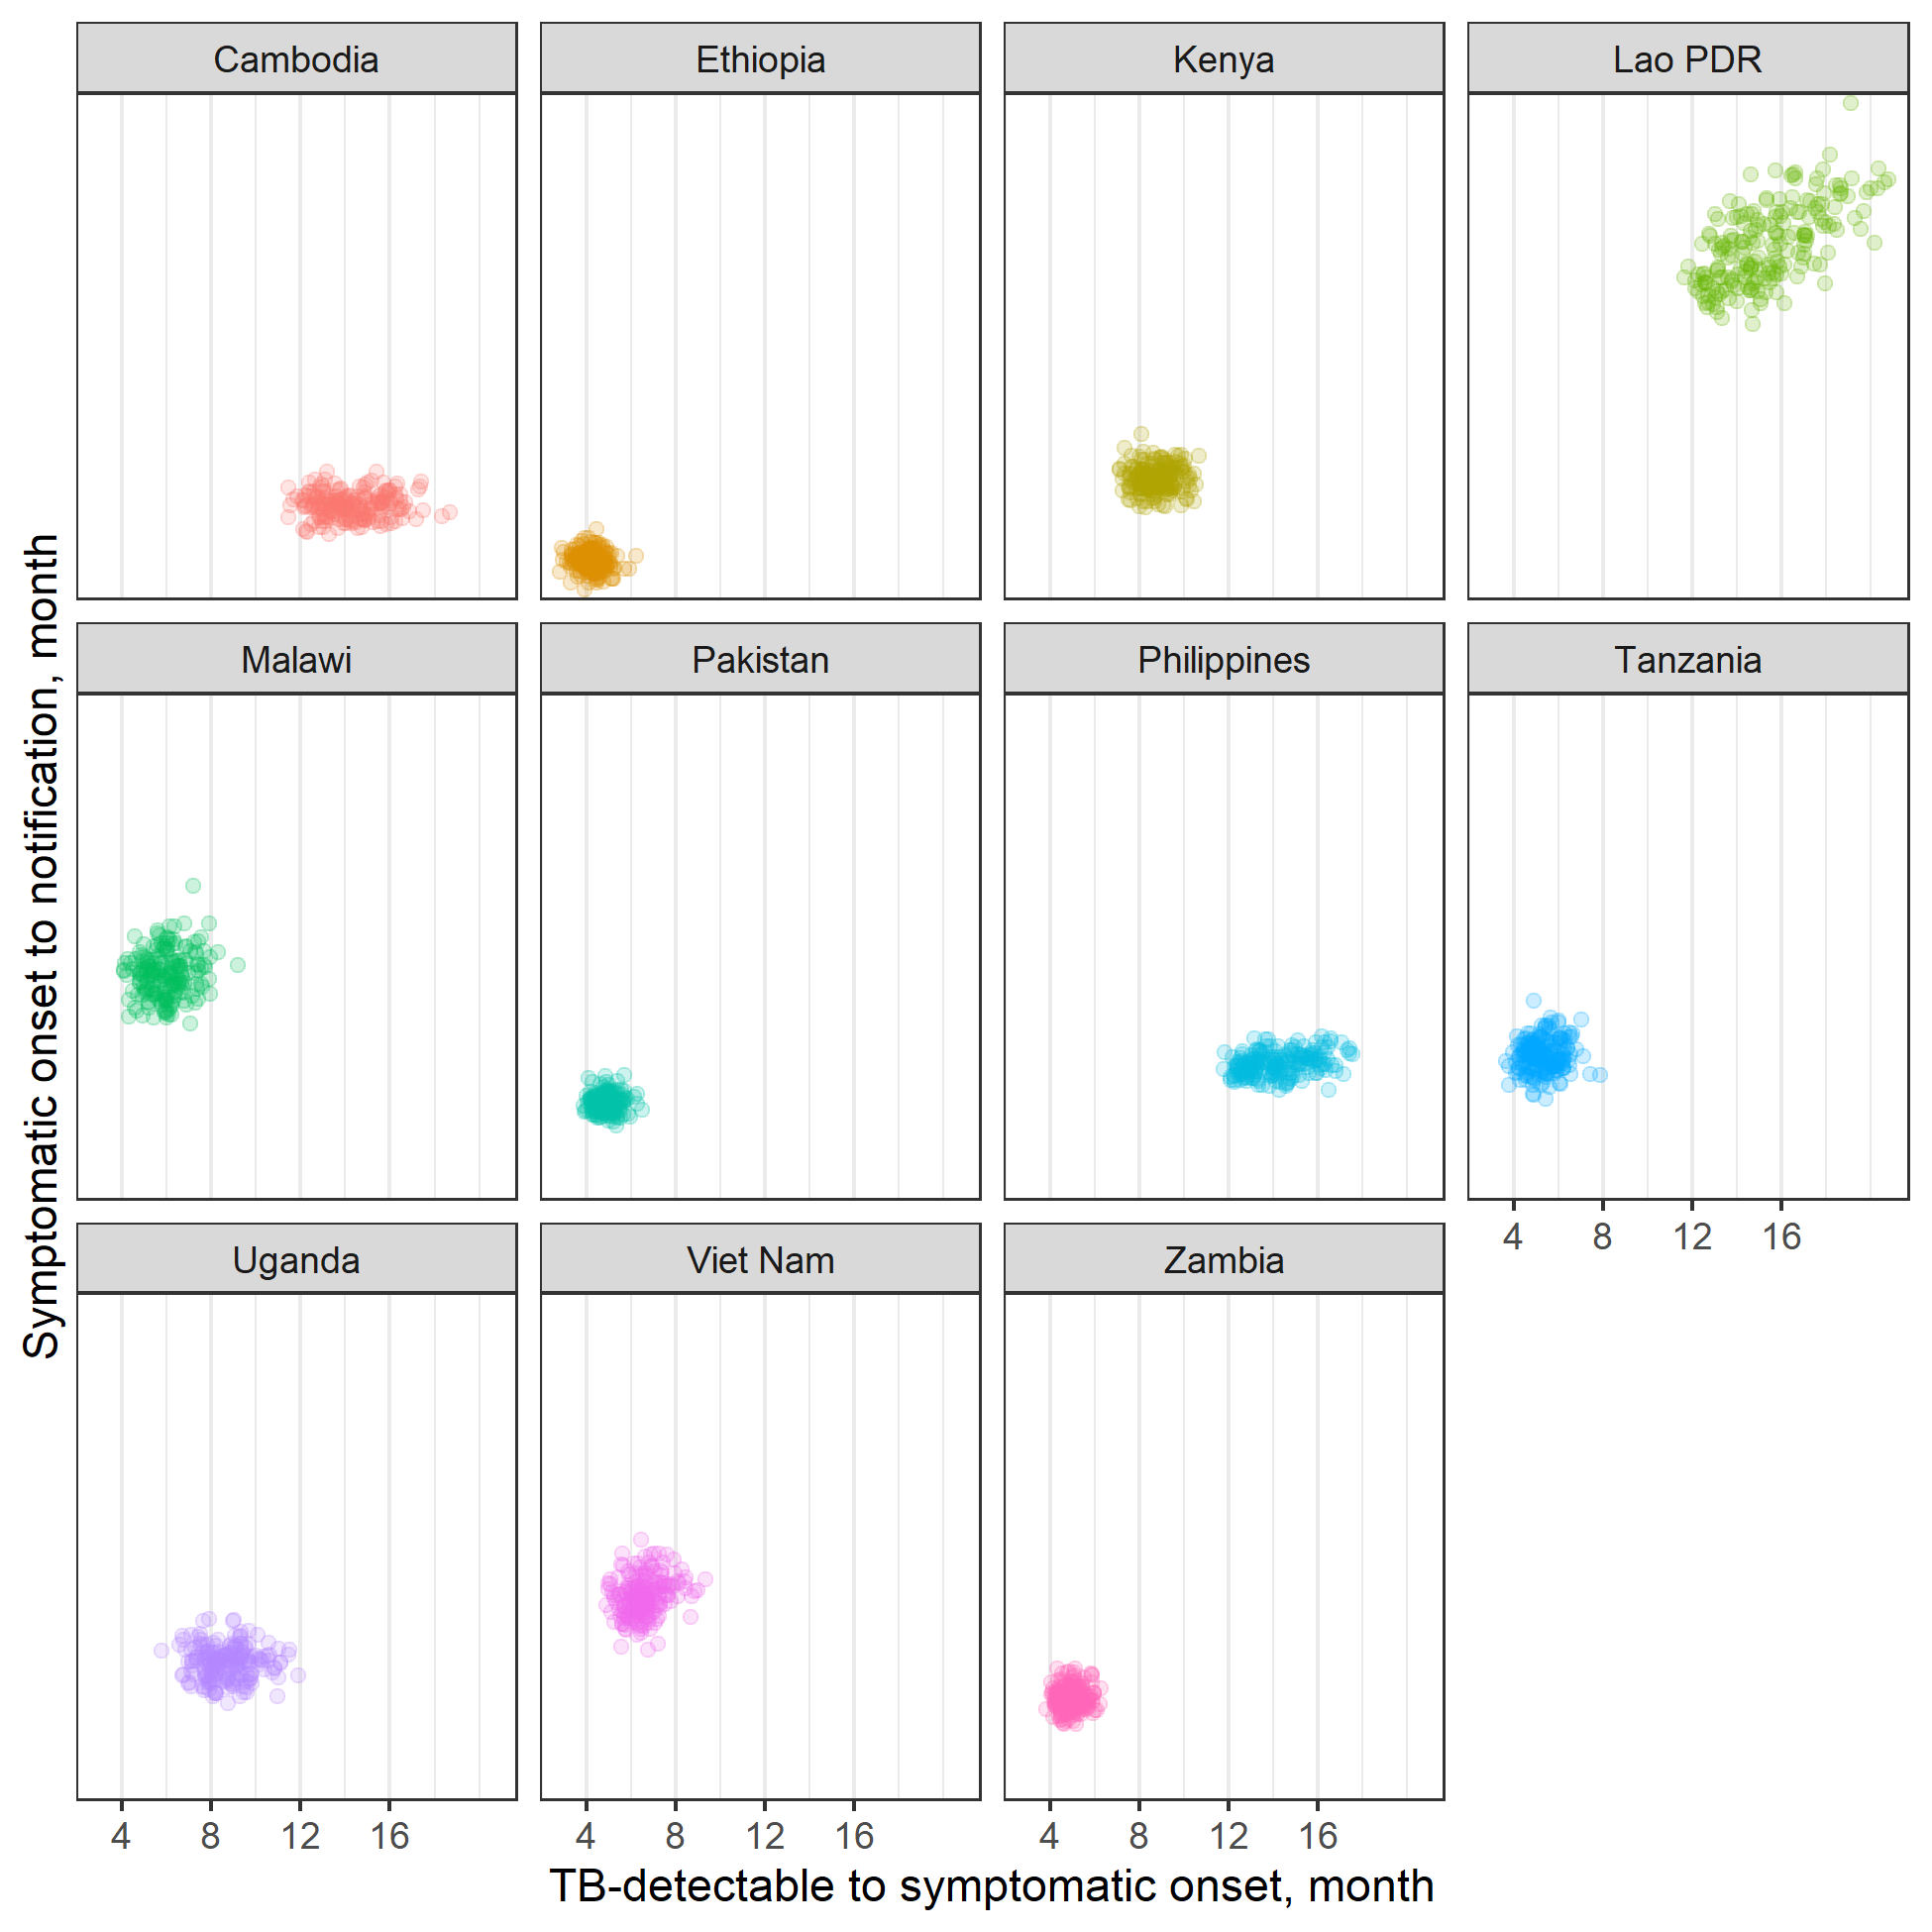 Cambodia
Ethiopia
Kenya
Lao PDR
Malawi
Pakistan
Philippines
Tanzania
4 8 12 16
Uganda
Viet Nam
Zambia
4 8 12 16
4 8 12 16
4 8 12 16
TB-detectable to symptomatic onset, month
Symptomatic onset to notification, month